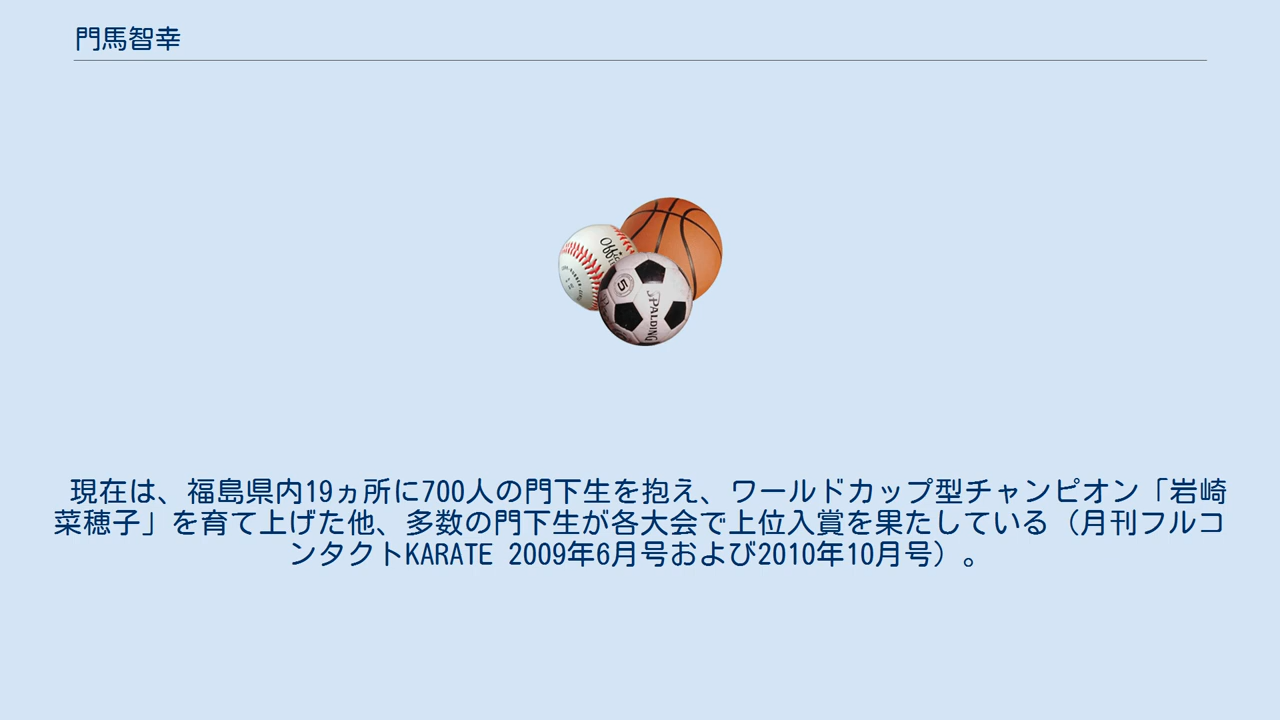 門馬智幸
Offic
5
SPALDING
現在は、福島県内19ヵ所に700人の門下生を抱え、ワールドカップ型チャンピオン「岩崎
菜穂子」を育て上げた他、多数の門下生が各大会で上位入賞を果たしている（月刊フルコ
ンタクトKARATE 2009年6月号および2010年10月号）。